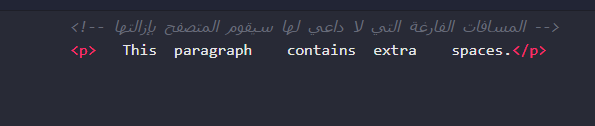 <!-- المسافات الفارغة التي لا داعي لها سيقوم المتصفح بإزالتها -->
<p>   This  paragraph    contains  extra    spaces.</p>